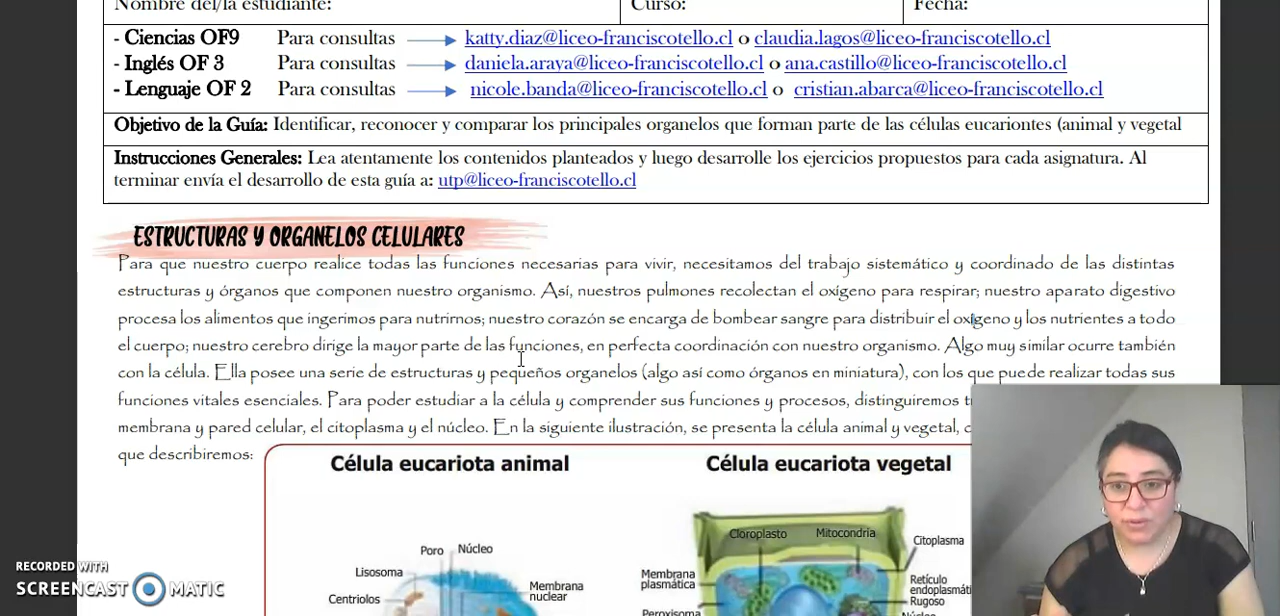 Nombre del/la estudiante: Curso: Fecha:
- Ciencias OF9 Para consultas katty.diaz@liceo-franciscotello.cl o claudia.lagos@liceo-franciscotello.cl
- Inglés OF 3 Para consultas daniela.araya@liceo-franciscotello.cl o ana.castillo@liceo-franciscotello.cl
- Lenguaje OF 2 Para consultas nicole.banda@liceo-franciscotello.cl o cristian.abarca@liceo-franciscotello.cl
Objetivo de la Guía: Identificar, reconocer y comparar los principales organelos que forman parte de las células eucariontes (animal y vegetal
Instrucciones Generales: Lea atentamente los contenidos planteados y luego desarrolle los ejercicios propuestos para cada asignatura. Al
terminar envía el desarrollo de esta guía a: utp@liceo-franciscotello.cl
ESTRUCTURAS Y ORGANELOS CELULARES
Para que nuestro cuerpo realice todas las funciones necesarias para vivir, necesitamos del trabajo sistemático y coordinado de las distintas
estructuras y órganos que componen nuestro organismo. Así, nuestros pulmones recolectan el oxígeno para respirar; nuestro aparato digestivo
procesa los alimentos que ingerimos para nutrirnos; nuestro corazón se encarga de bombear sangre para distribuir el oxígeno y los nutrientes a todo
el cuerpo; nuestro cerebro dirige la mayor parte de las funciones, en perfecta coordinación con nuestro organismo. Algo muy similar ocurre también
con la célula. Ella posee una serie de estructuras y pequeños organelos (algo así como órganos en miniatura), con los que puede realizar todas sus
funciones vitales esenciales. Para poder estudiar a la célula y comprender sus funciones y procesos, distinguiremos
membrana y pared celular, el citoplasma y el núcleo. En la siguiente ilustración, se presenta la célula animal y vegetal,
que describiremos:
Célula eucariota animal Célula eucariota vegetal
Cloroplasto Mitocondria
Citoplasma
Poro Núcleo
Lisosoma
Membrana
nuclear
Centriolos
Membrana
plasmática
Retículo
endoplasmáti
Rugoso
Peroxisoma
RECORDED WITH
SCREENCAST MATIC